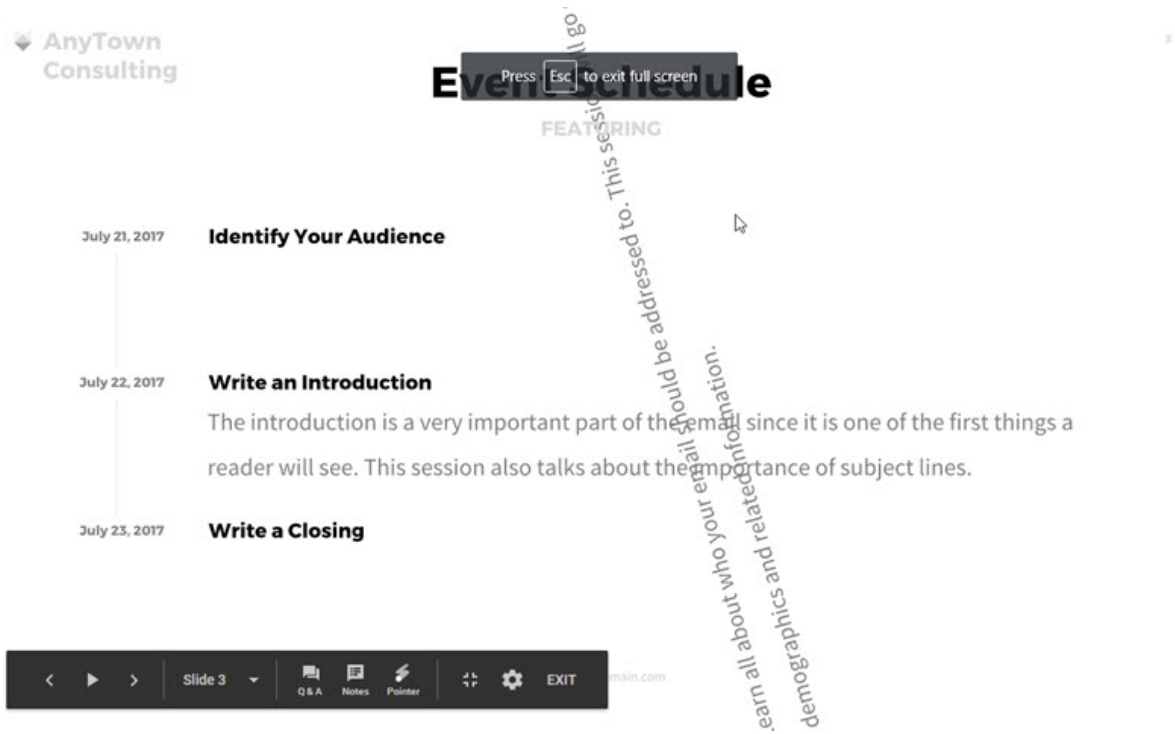 AnyTown
Consulting
3
Press Esc to exit full screen
Event Schedule
FEATURING
July 21, 2017
Identify Your Audience
earn all about who your email should be addressed to. This session will go
demographics and related information.
July 22, 2017
Write an Introduction
The introduction is a very important part of the email since it is one of the first things a
reader will see. This session also talks about the importance of subject lines.
July 23, 2017
Write a Closing
Slide 3
Q & A
Notes
Pointer
EXIT
main.com